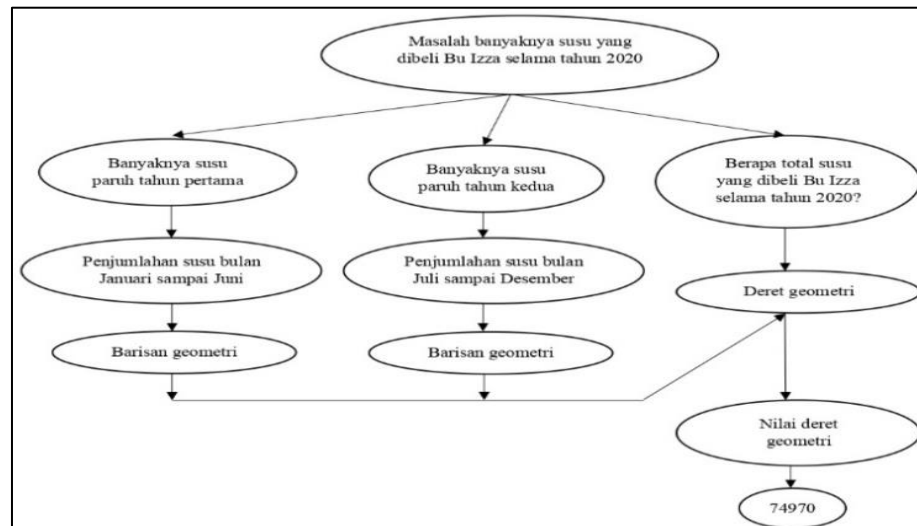 Masalah banyaknya susu yang
dibeli Bu Izza selama tahun 2020
Banyaknya susu
paruh tahun pertama
Banyaknya susu
paruh tahun kedua
Berapa total susu
yang dibeli Bu Izza
selama tahun 2020?
Penjumlahan susu bulan
Januari sampai Juni
Penjumlahan susu bulan
Juli sampai Desember
Deret geometri
Barisan geometri
Barisan geometri
Nilai deret
geometri
74970